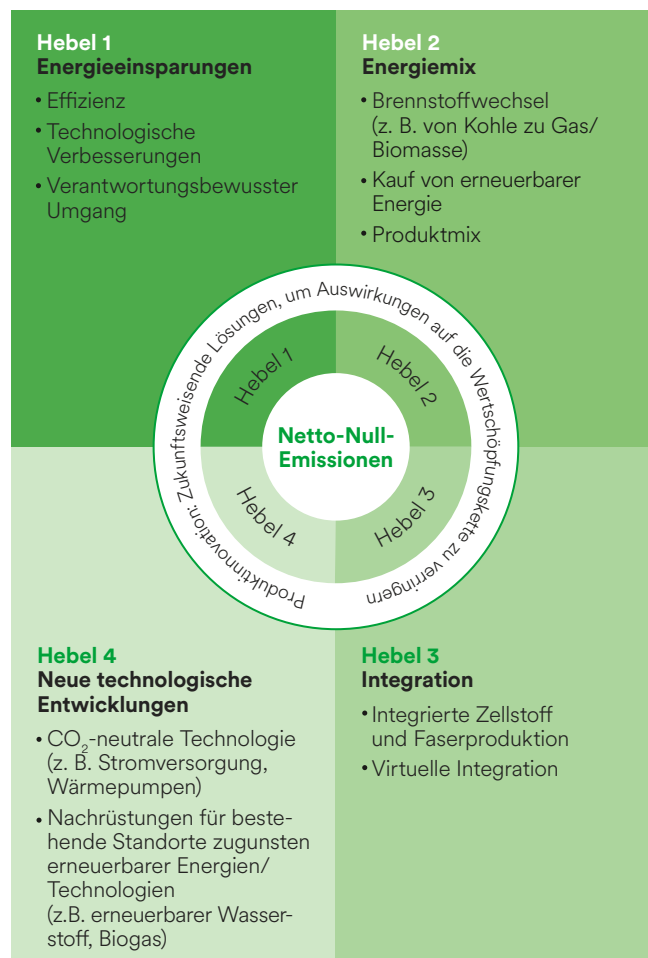 Hebel 1
Energieeinsparungen
• Effizienz
• Technologische
Verbesserungen
• Verantwortungsbewusster
Umgang
Hebel 2
Energiemix
• Brennstoffwechsel
(z. B. von Kohle zu Gas/
Biomasse)
• Kauf von erneuerbarer
Energie
• Produktmix
Produktinnovation: Zukunftsweisende Lösungen, um Auswirkungen auf die Wertschöpfungskette zu verringern
Hebel 1
Hebel 2
Netto-Null-
Emissionen
Hebel 4
Hebel 3
Hebel 4
Neue technologische
Entwicklungen
• CO₂-neutrale Technologie
(z. B. Stromversorgung,
Wärmepumpen)
• Nachrüstungen für beste-
hende Standorte zugunsten
erneuerbarer Energien/
Technologien
(z.B. erneuerbarer Wasser-
stoff, Biogas)
Hebel 3
Integration
• Integrierte Zellstoff
und Faserproduktion
• Virtuelle Integration